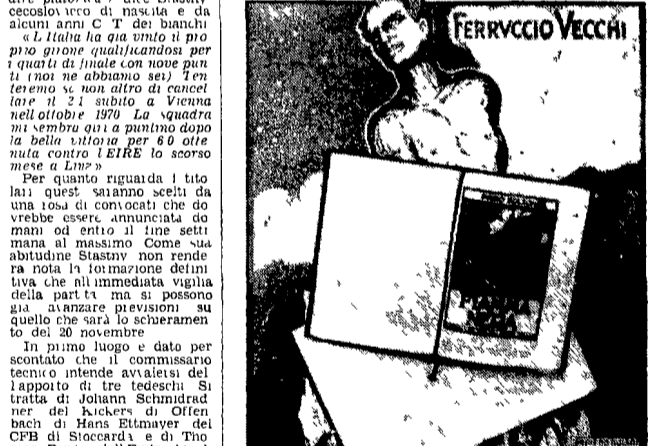 cecoslovacco di nascita e da
alcuni anni C T dei bianchi
«L Italia ha gia vinto il pro
prio girone qualificandosi per
i quarti di finale con nove pun
ti (noi ne abbiamo sei) Ten
teremo se non altro di cancel
lare il 2 1 subito a Vienna
nell ottobre 1970 La squadra
mi sembra qui a puntino dopo
la bella vittoria per 6 0 otte
nuta contro l EIRE lo scorso
mese a Linz»
Per quanto riguarda i tito
lari quest saranno scelti da
una rosa di convocati che do
vrebbe essere annunciata do
mani od entro il fine setti
mana al massimo Come sua
abitudine Stastny non rende
ra nota la formazione defini
tiva che all immediata vigilia
della partita ma si possono
gia avanzare previsioni su
quello che sarà lo schieramen
to del 20 novembre
In primo luogo e dato per
scontato che il commissario
tecnico intende avvalersi del
l apporto di tre tedeschi Si
tratta di Johann Schmidrad
ner del Kickers di Offen
bach di Hans Ettmayer del
CFB di Stoccarda e di Tho
FERRVCCIO VECCHI